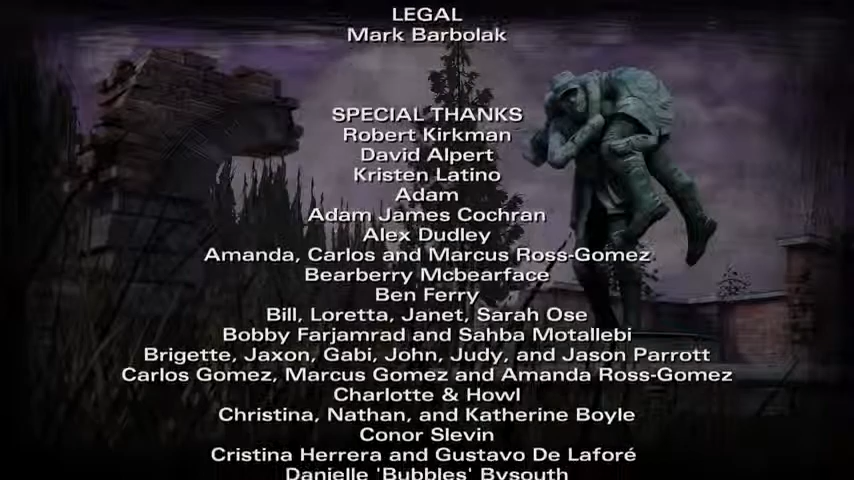 LEGAL
Mark Barbolak
SPECIAL THANKS
Robert Kirkman
David Alpert
Kristen Latino
Adam
Adam James Cochran
Alex Dudley
Amanda, Carlos and Marcus Ross-Gomez
Bearberry Mcbearface
Ben Ferry
Bill, Loretta, Janet, Sarah Ose
Bobby Farjamrad and Sahba Motallebi
Brigette, Jaxon, Gabi, John, Judy, and Jason Parrott
Carlos Gomez, Marcus Gomez and Amanda Ross-Gomez
Charlotte & Howl
Christina, Nathan, and Katherine Boyle
Conor Slevin
Cristina Herrera and Gustavo De Laforé
Danielle 'Bubbles' Bysouth